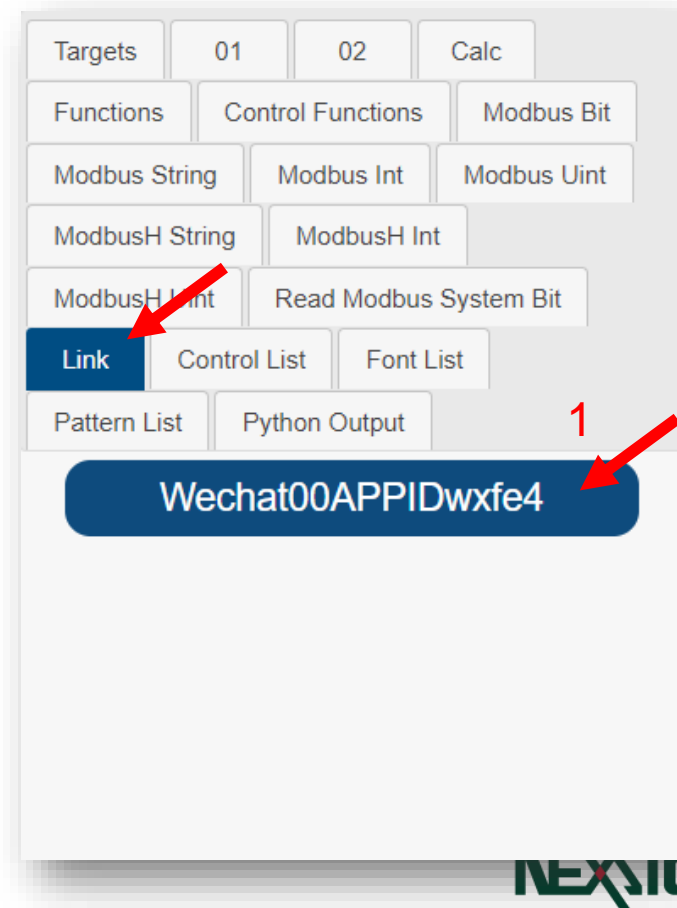 Targets 01 02 Calc
Functions Control Functions Modbus Bit
Modbus String Modbus Int Modbus Uint
ModbusH String ModbusH Int
ModbusH Read Modbus System Bit
Link Control List Font List
Pattern List Python Output 1
Wechat00APPIDwxfe4